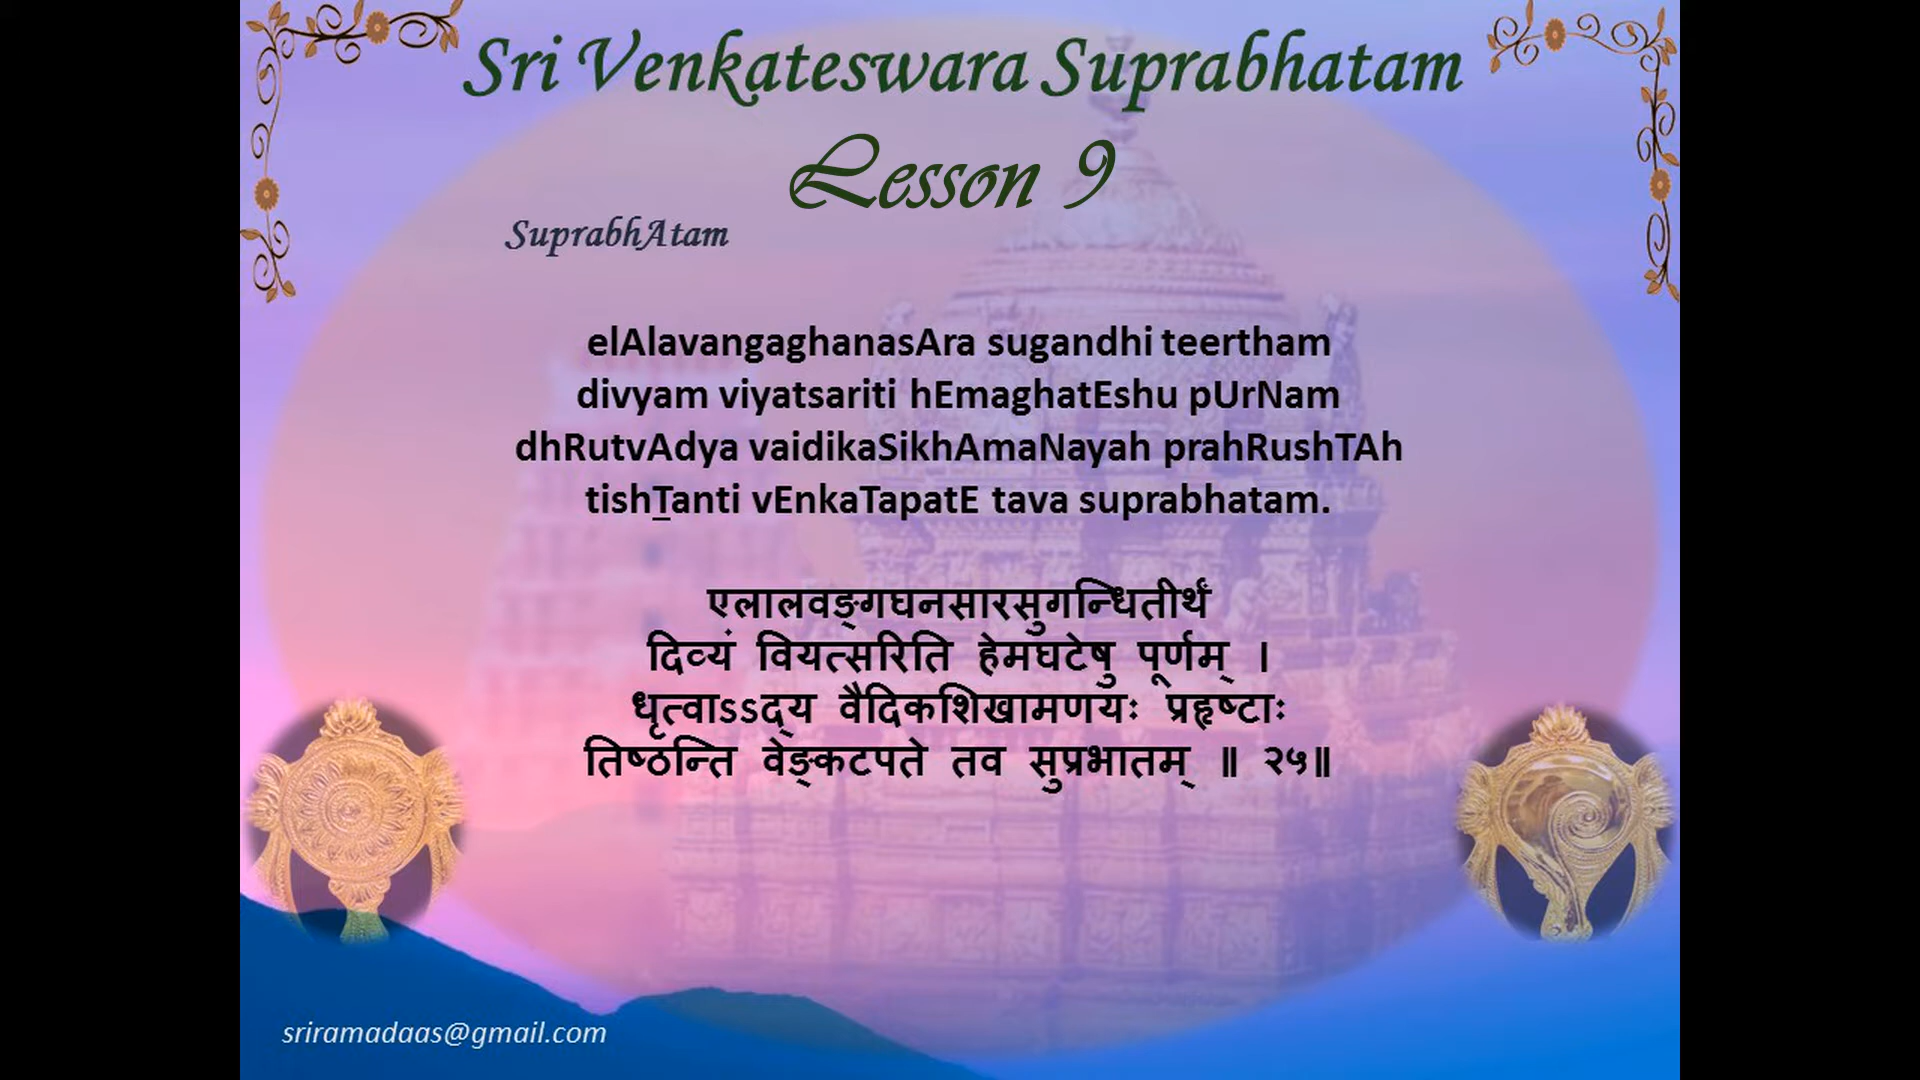 Sri Venkateswara Suprabhatam
Lesson 9
SuprabhAtam
elAlavangaghanasAra sugandhi teertham
divyam viyatsariti hEmaghatEshu pUrNam
dhRutvAdya vaidikaSikhAmaNayah prahRushTAh
tishTanti vEnkaTapatE tava suprabhatam.
एलालवङ्गघनसारसुगन्धितीर्थं
दिव्यं वियत्सरिति हेमघटेषु पूर्णम् ।
धृत्वाऽऽद्य वैदिकशिखामणयः प्रहृष्टाः
तिष्ठन्ति वेङ्कटपते तव सुप्रभातम् ॥ २५॥
sriramadaas@gmail.com